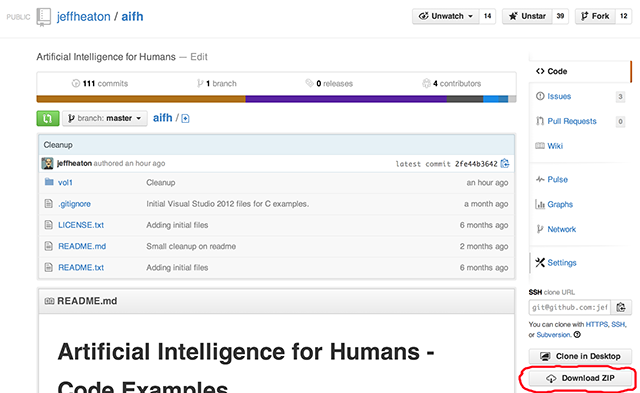 PUBLIC jeffheaton / aifh Unwatch 14 Unstar 39 Fork 12
Artificial Intelligence for Humans — Edit
111 commits 1 branch 0 releases 4 contributors
branch: master aifh /
Cleanup
jeffheaton authored an hour ago latest commit 2fe44b3642
vol1 Cleanup an hour ago
.gitignore Initial Visual Studio 2012 files for C examples. a month ago
LICENSE.txt Adding initial files 6 months ago
README.md Small cleanup on readme 2 months ago
README.txt Adding initial files 6 months ago
README.md
Artificial Intelligence for Humans -
Code Examples
Code
Issues 3
Pull Requests 0
Wiki
Pulse
Graphs
Network
Settings
SSH clone URL
git@github.com:jef
You can clone with HTTPS, SSH,
or Subversion.
Clone in Desktop
Download ZIP